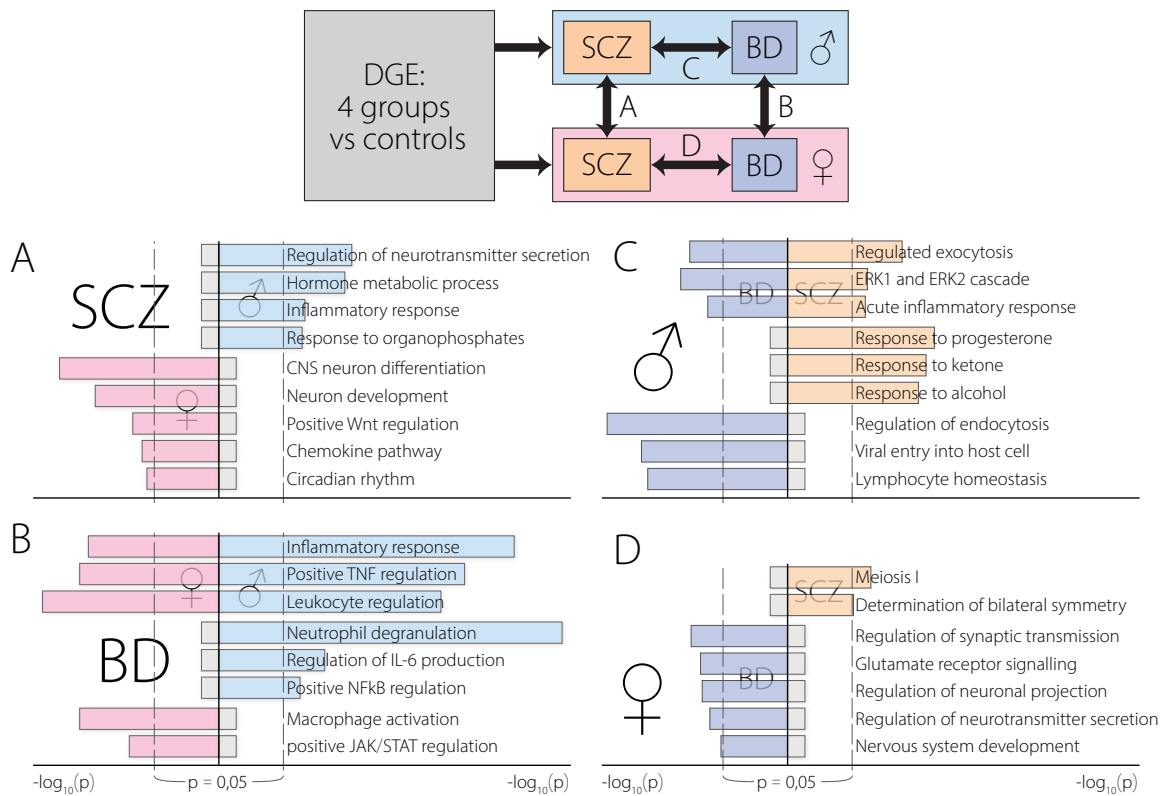 DGE:
4 groups
vs controls
SCZ
BD
♂
C
A
B
D
SCZ
BD
♀
A
SCZ
♂
♀
Regulation of neurotransmitter secretion
Hormone metabolic process
Inflammatory response
Response to organophosphates
CNS neuron differentiation
Neuron development
Positive Wnt regulation
Chemokine pathway
Circadian rhythm
B
BD
♀
♂
Inflammatory response
Positive TNF regulation
Leukocyte regulation
Neutrophil degranulation
Regulation of IL-6 production
Positive NFkB regulation
Macrophage activation
positive JAK/STAT regulation
-log10(p)
p = 0,05
-log10(p)
C
♂
BD
SCZ
Regulated exocytosis
ERK1 and ERK2 cascade
Acute inflammatory response
Response to progesterone
Response to ketone
Response to alcohol
Regulation of endocytosis
Viral entry into host cell
Lymphocyte homeostasis
D
♀
SCZ
BD
Meiosis I
Determination of bilateral symmetry
Regulation of synaptic transmission
Glutamate receptor signalling
Regulation of neuronal projection
Regulation of neurotransmitter secretion
Nervous system development
-log10(p)
p = 0,05
-log10(p)